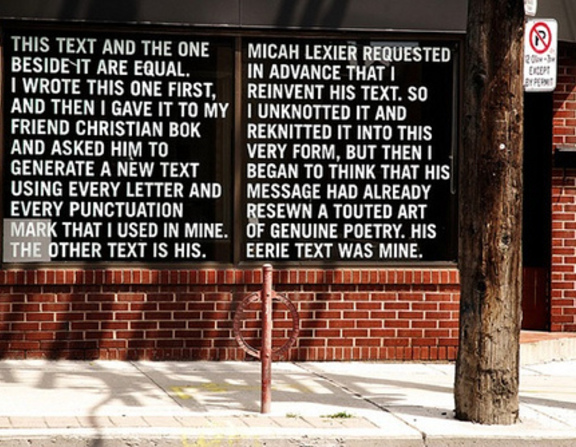 THIS TEXT AND THE ONE
BESIDE IT ARE EQUAL.
I WROTE THIS ONE FIRST,
AND THEN I GAVE IT TO MY
FRIEND CHRISTIAN BOK
AND ASKED HIM TO
GENERATE A NEW TEXT
USING EVERY LETTER AND
EVERY PUNCTUATION
MARK THAT I USED IN MINE.
THE OTHER TEXT IS HIS.
MICAH LEXIER REQUESTED
IN ADVANCE THAT I
REINVENT HIS TEXT. SO
I UNKNOTTED IT AND
REKNITTED IT INTO THIS
VERY FORM, BUT THEN I
BEGAN TO THINK THAT HIS
MESSAGE HAD ALREADY
RESEWN A TOUTED ART
OF GENUINE POETRY. HIS
EERIE TEXT WAS MINE.
P
EXCEPT
BY PERMIT